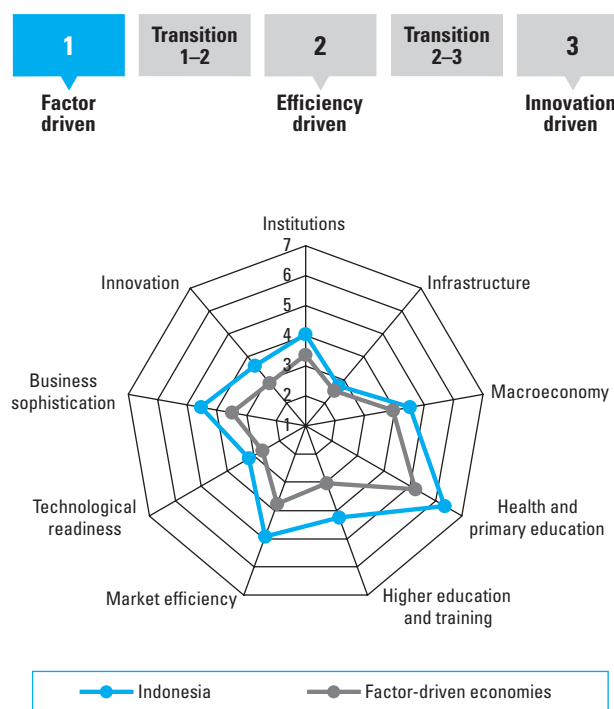 1
Transition
1–2
2
Transition
2–3
3
Factor
driven
Efficiency
driven
Innovation
driven
Institutions
7
6
5
4
3
2
1
Innovation
Infrastructure
Business
sophistication
Macroeconomy
Technological
readiness
Health and
primary education
Market efficiency
Higher education
and training
Indonesia
Factor-driven economies